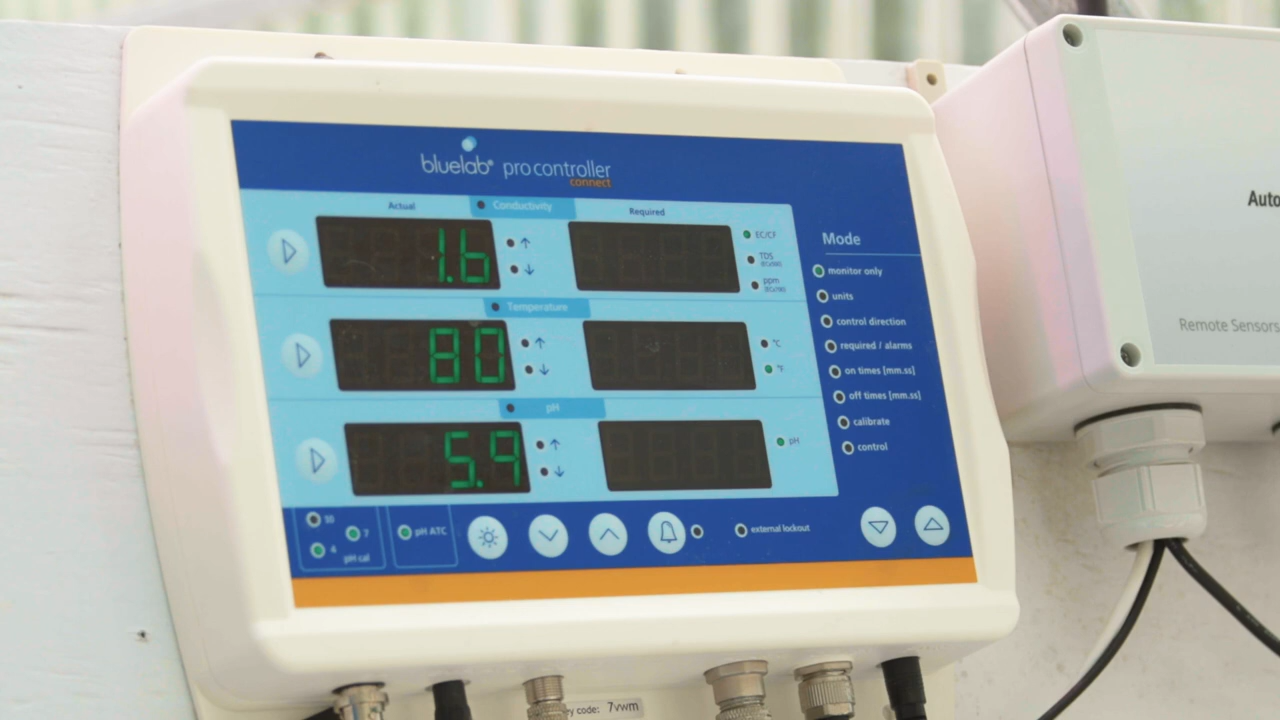 bluelab® pro controller
connect
Actual
Conductivity
Required
1.6
EC/CF
TDS
ppm
Temperature
80
°C
°F
pH
5.9
pH
Mode
monitor only
units
control direction
required / alarms
on times [mm.ss]
off times [mm.ss]
calibrate
control
10
7
4
pH cal
pH ATC
external lockout
ey code: 7vwm
Auto
Remote Sensors